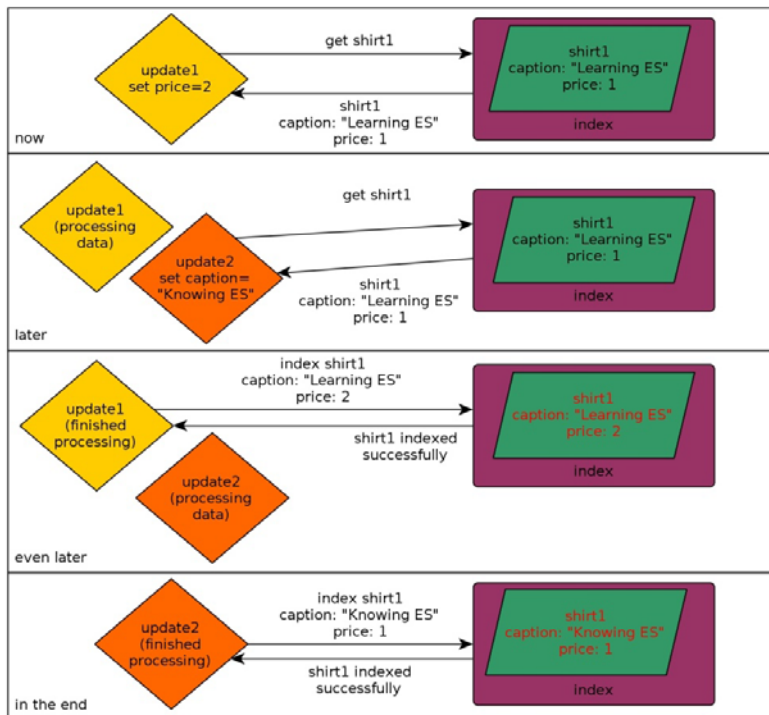 update1
set price=2
get shirt1
shirt1
caption: "Learning ES"
price: 1
shirt1
caption: "Learning ES"
price: 1
index
now
update1
(processing
data)
update2
set caption=
"Knowing ES"
get shirt1
shirt1
caption: "Learning ES"
price: 1
shirt1
caption: "Learning ES"
price: 1
index
later
update1
(finished
processing)
index shirt1
caption: "Learning ES"
price: 2
shirt1 indexed
successfully
shirt1
caption: "Learning ES"
price: 2
index
update2
(processing
data)
even later
update2
(finished
processing)
index shirt1
caption: "Knowing ES"
price: 1
shirt1 indexed
successfully
shirt1
caption: "Knowing ES"
price: 1
index
in the end